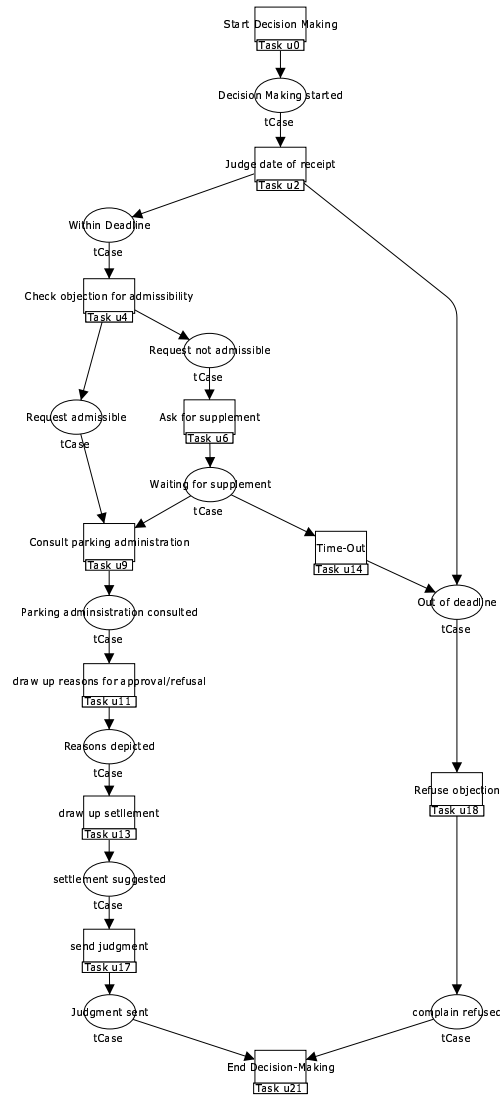 Start Decision Making
Task u0
Decision Making started
tCase
Judge date of receipt
Task u2
Within Deadline
tCase
Check objection for admissibility
Task u4
Request not admissible
tCase
Request admissible
tCase
Ask for supplement
Task u6
Waiting for supplement
tCase
Consult parking administration
Task u9
Time-Out
Task u14
Parking adminsistration consulted
tCase
Out of deadline
tCase
draw up reasons for approval/refusal
Task u11
Reasons depicted
tCase
Refuse objection
Task u18
draw up setllement
Task u13
settlement suggested
tCase
send judgment
Task u17
Judgment sent
tCase
complain refused
tCase
End Decision-Making
Task u21